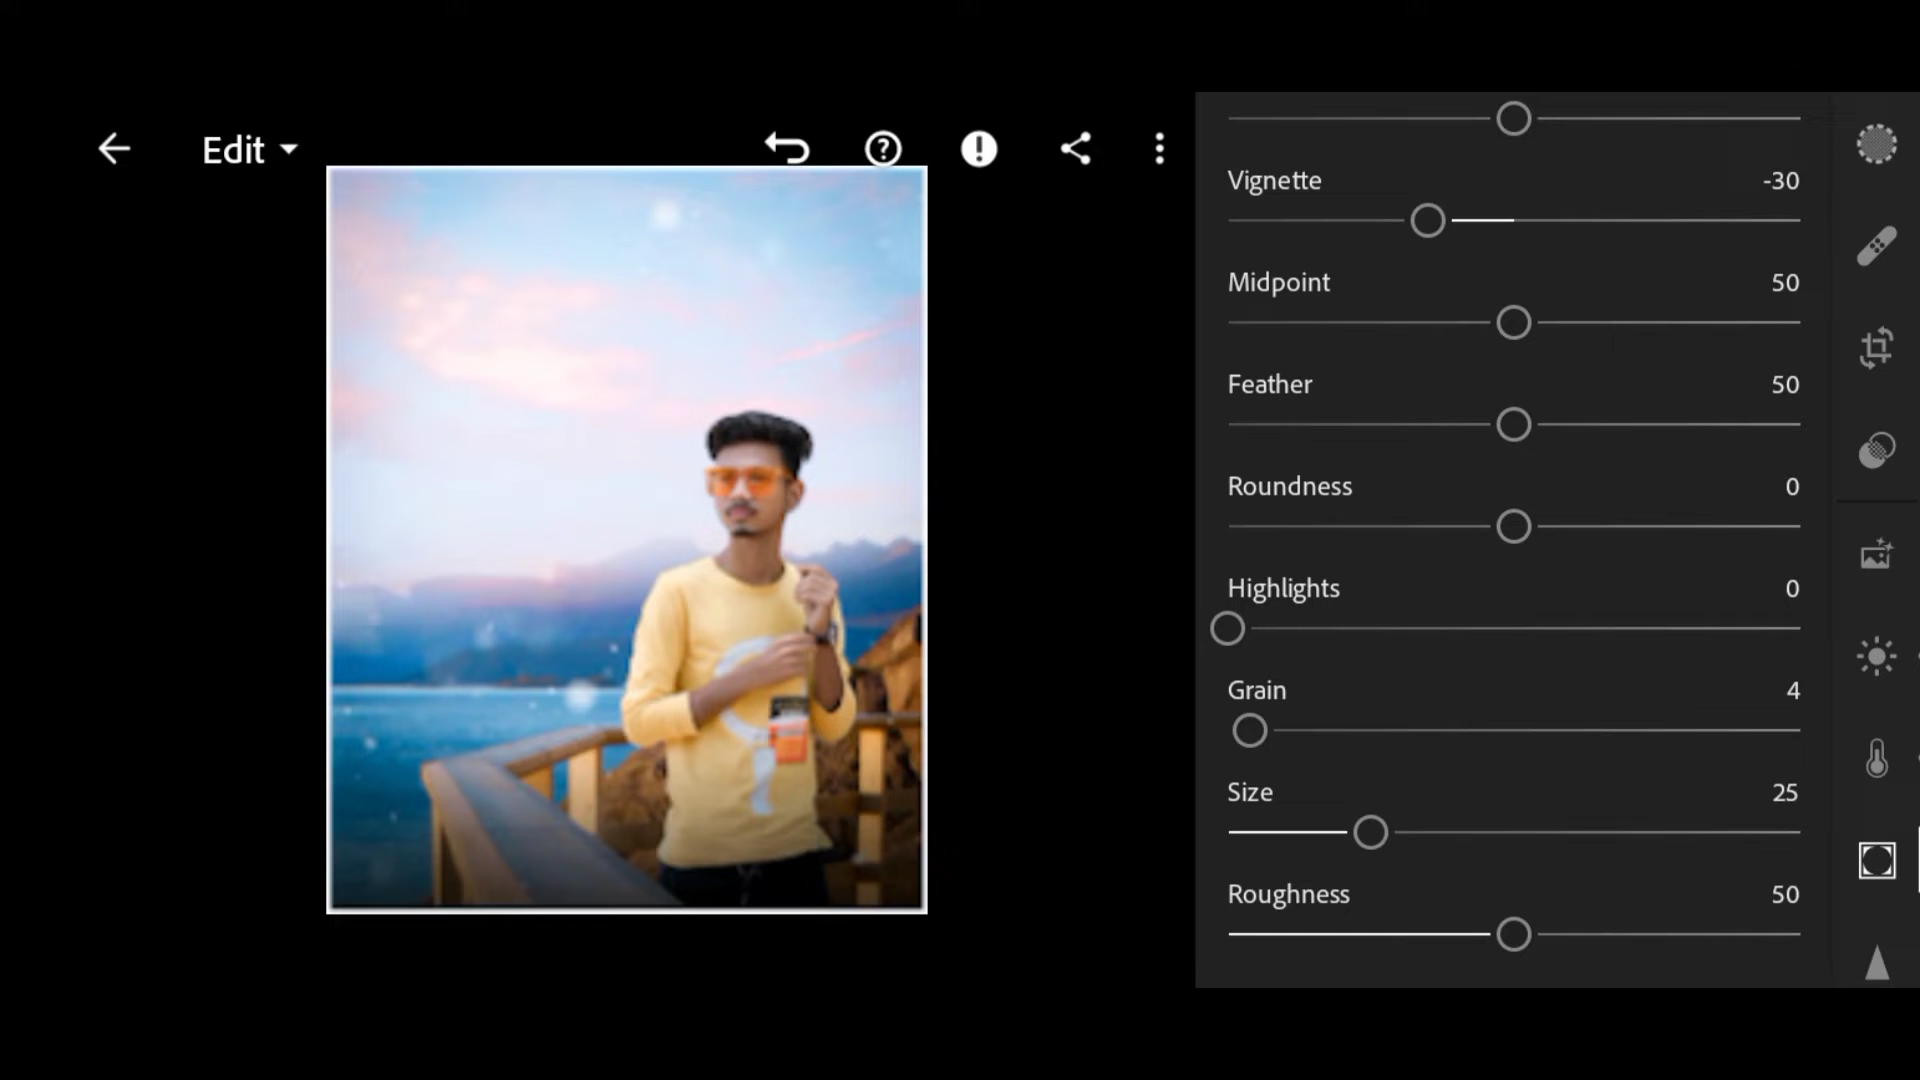 Edit
Vignette -30
Midpoint 50
Feather 50
Roundness 0
Highlights 0
Grain 4
Size 25
Roughness 50